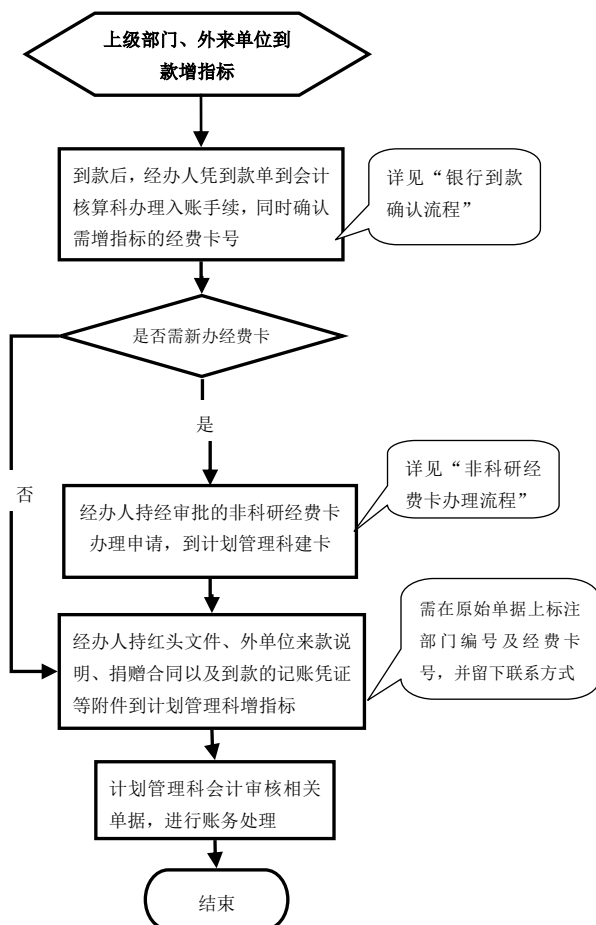 上级部门、外来单位到
款增指标
到款后，经办人凭到款单到会计
核算科办理入账手续，同时确认
需增指标的经费卡号
详见“银行到款
确认流程”
是否需新办经费卡
是
否
详见“非科研经
费卡办理流程”
经办人持经审批的非科研经费卡
办理申请，到计划管理科建卡
需在原始单据上标注
部门编号及经费卡
号，并留下联系方式
经办人持红头文件、外单位来款说
明、捐赠合同以及到款的记账凭证
等附件到计划管理科增指标
计划管理科会计审核相关
单据，进行账务处理
结束